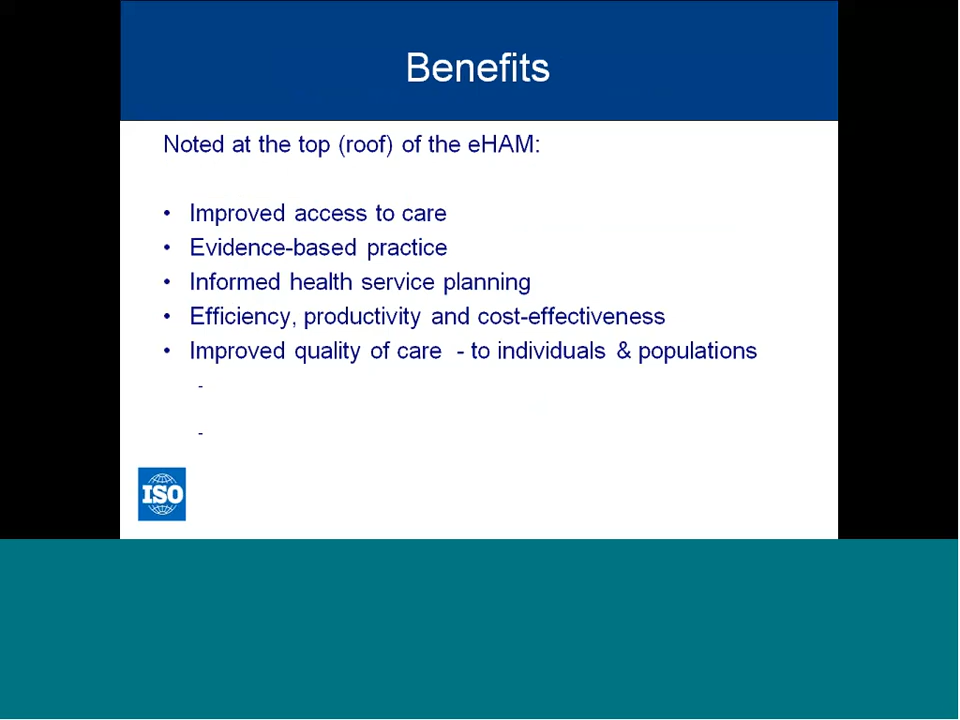 Benefits
Noted at the top (roof) of the eHAM:
• Improved access to care
• Evidence-based practice
• Informed health service planning
• Efficiency, productivity and cost-effectiveness
• Improved quality of care  - to individuals & populations
-
-
ISO